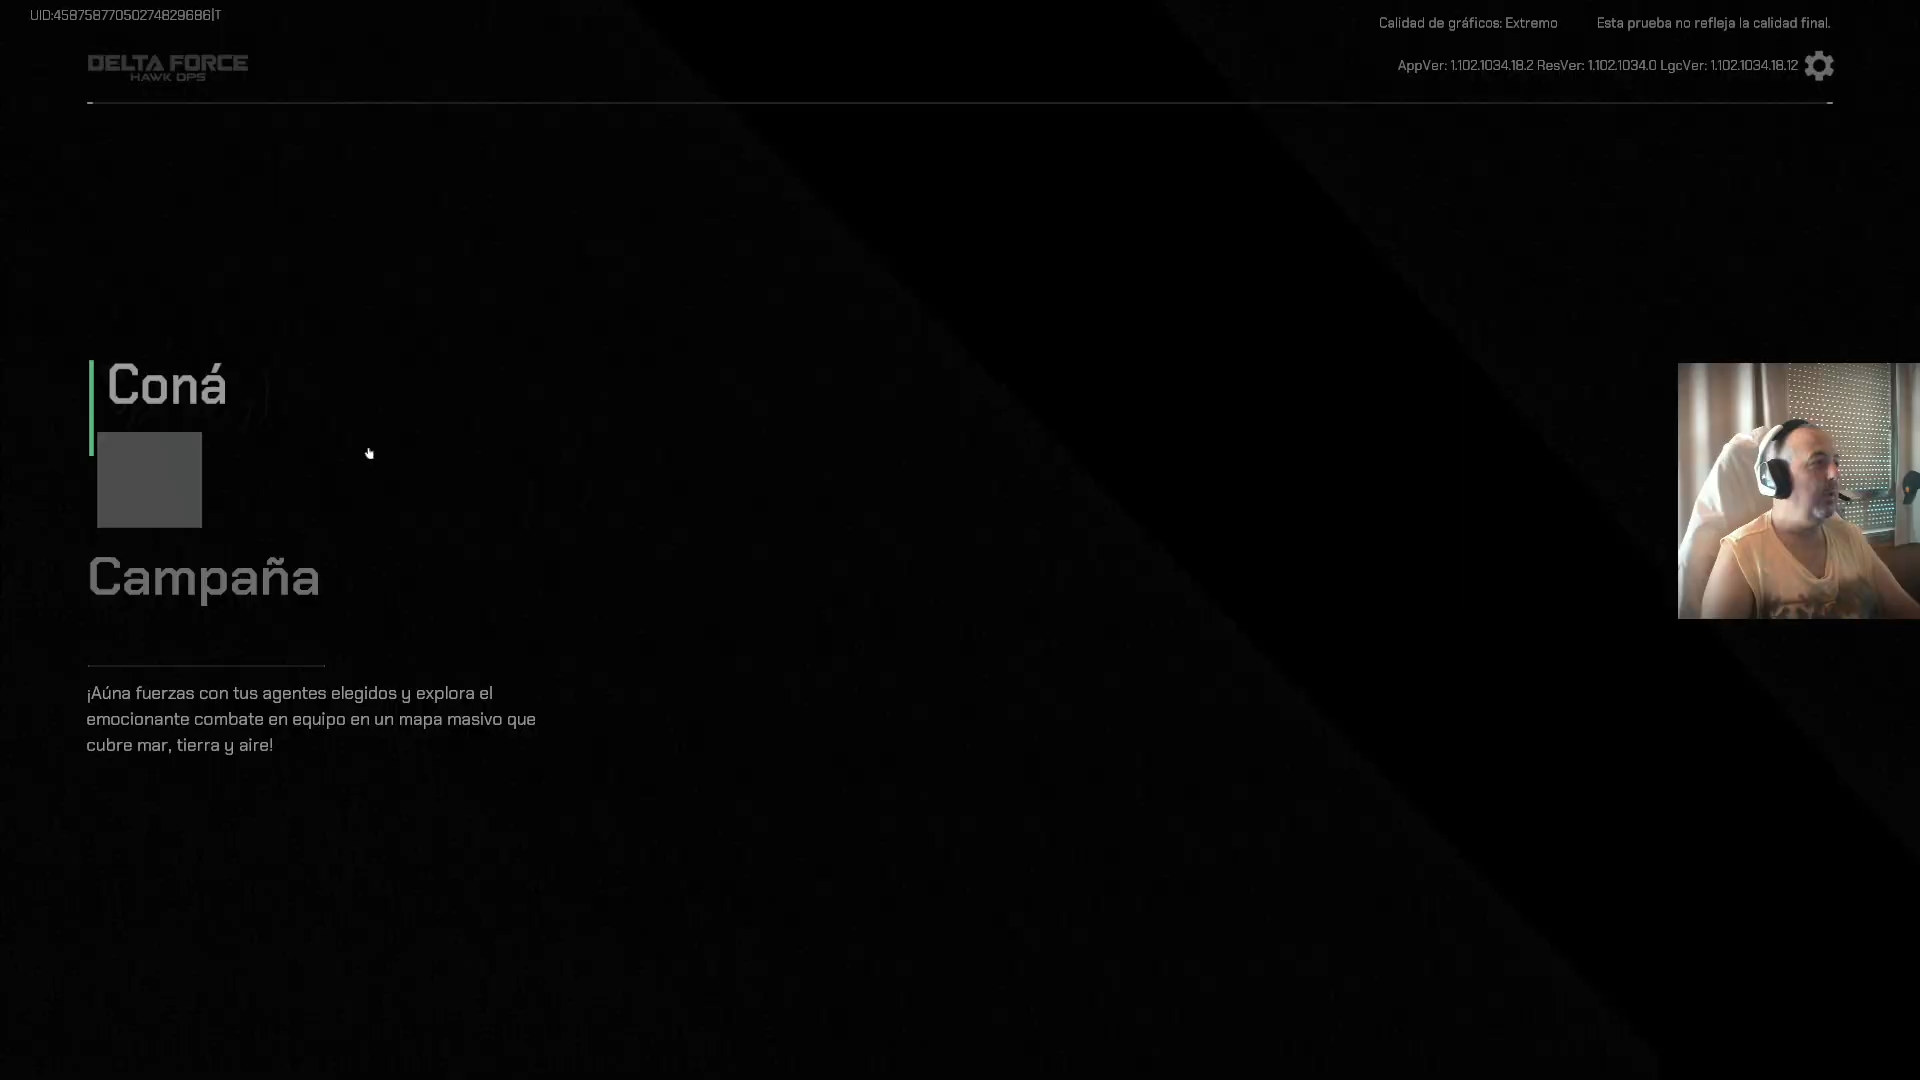 UID:45875877050274829686|T
Calidad de gráficos: Extremo
Esta prueba no refleja la calidad final.
DELTA FORCE
HAWK OPS
AppVer: 1.102.1034.18.2 ResVer: 1.102.1034.0 LgcVer: 1.102.1034.18.12
Coná
Campaña
¡Aúna fuerzas con tus agentes elegidos y explora el
emocionante combate en equipo en un mapa masivo que
cubre mar, tierra y aire!